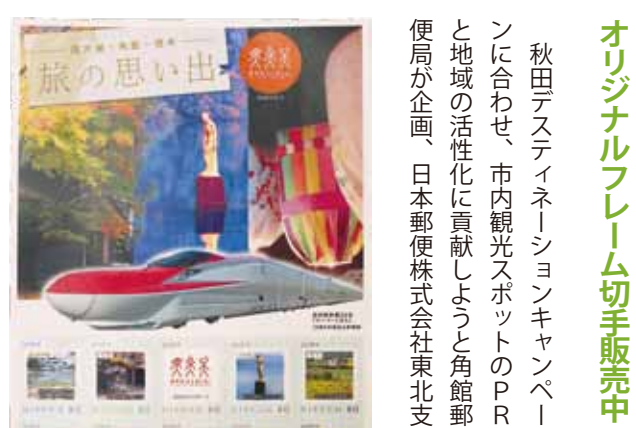 オリジナルフレーム切手販売中
秋田デスティネーションキャンペー
ンに合わせ、市内観光スポットのＰＲ
と地域の活性化に貢献しようと角館郵
便局が企画、日本郵便株式会社東北支
旅の思い出